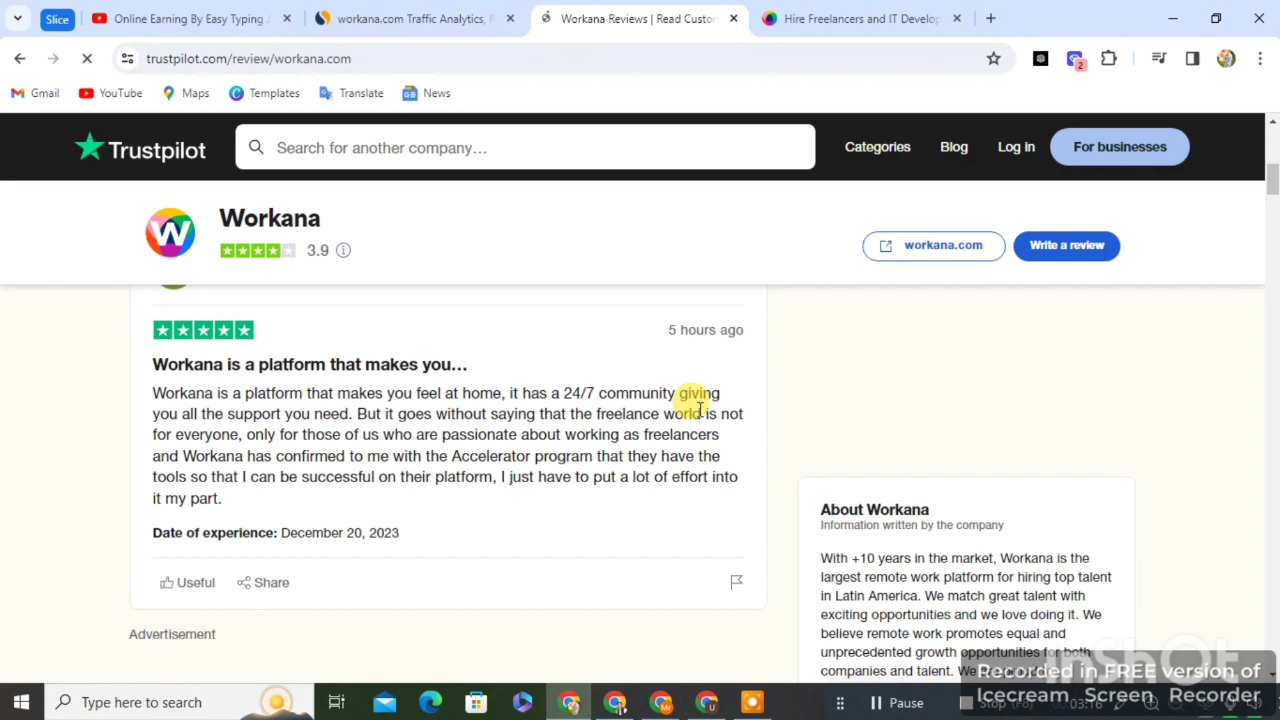 Slice
Online Earning By Easy Typing J
workana.com Traffic Analytics, R
Workana Reviews | Read Custom
Hire Freelancers and IT Develop
trustpilot.com/review/workana.com
2
Gmail
YouTube
Maps
Templates
Translate
News
Trustpilot
Search for another company…
Categories
Blog
Log In
For businesses
W
Workana
3.9
workana.com
Write a review
5 hours ago
Workana is a platform that makes you…
Workana is a platform that makes you feel at home, it has a 24/7 community giving
you all the support you need. But it goes without saying that the freelance world is not
for everyone, only for those of us who are passionate about working as freelancers
and Workana has confirmed to me with the Accelerator program that they have the
tools so that I can be successful on their platform, I just have to put a lot of effort into
it my part.
Date of experience: December 20, 2023
Useful
Share
Advertisement
About Workana
Information written by the company
With +10 years in the market, Workana is the
largest remote work platform for hiring top talent
in Latin America. We match great talent with
exciting opportunities and we love doing it. We
believe remote work promotes equal and
unprecedented growth opportunities for both
companies and talent. We
InShOt
Recorded in FREE version of
Icecream Screen Recorder
Type here to search
Pause
Stop (F8)
03:16